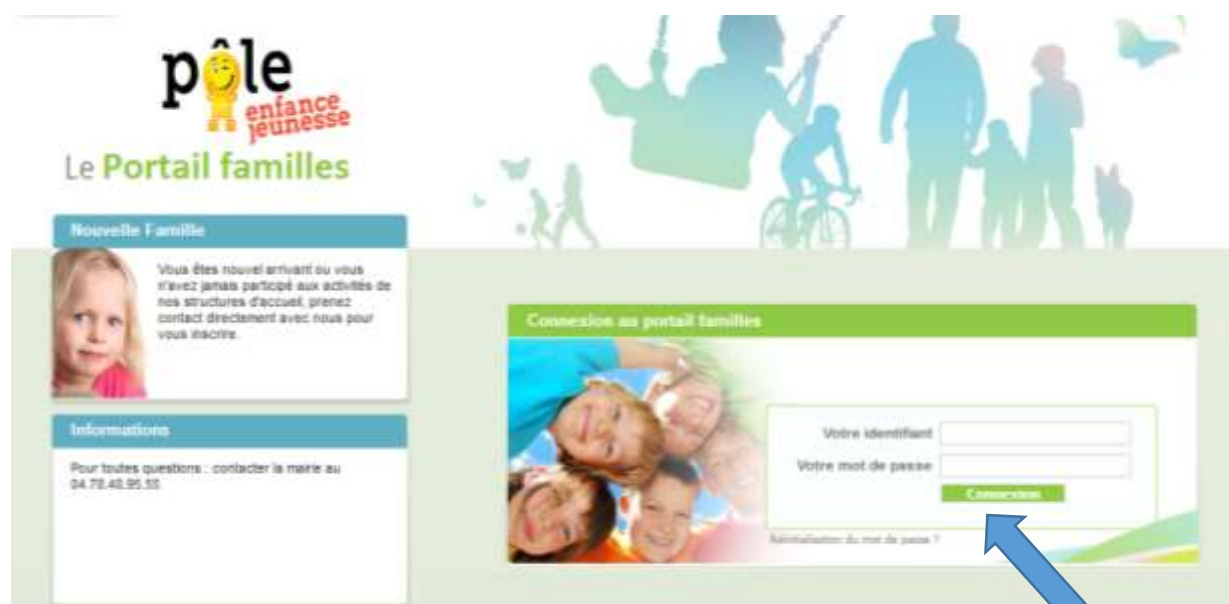 pôle
enfance
jeunesse
Le Portail familles
Nouvelle Famille
Vous êtes nouvel arrivant ou vous
n'avez jamais participé aux activités de
nos structures d'accueil, prenez
contact directement avec nous pour
vous inscrire.
Informations
Pour toutes questions : contacter la mairie au
04.78.48.95.55
Connexion au portail familles
Votre identifiant
Votre mot de passe
Connexion
Réinitialisation du mot de passe ?